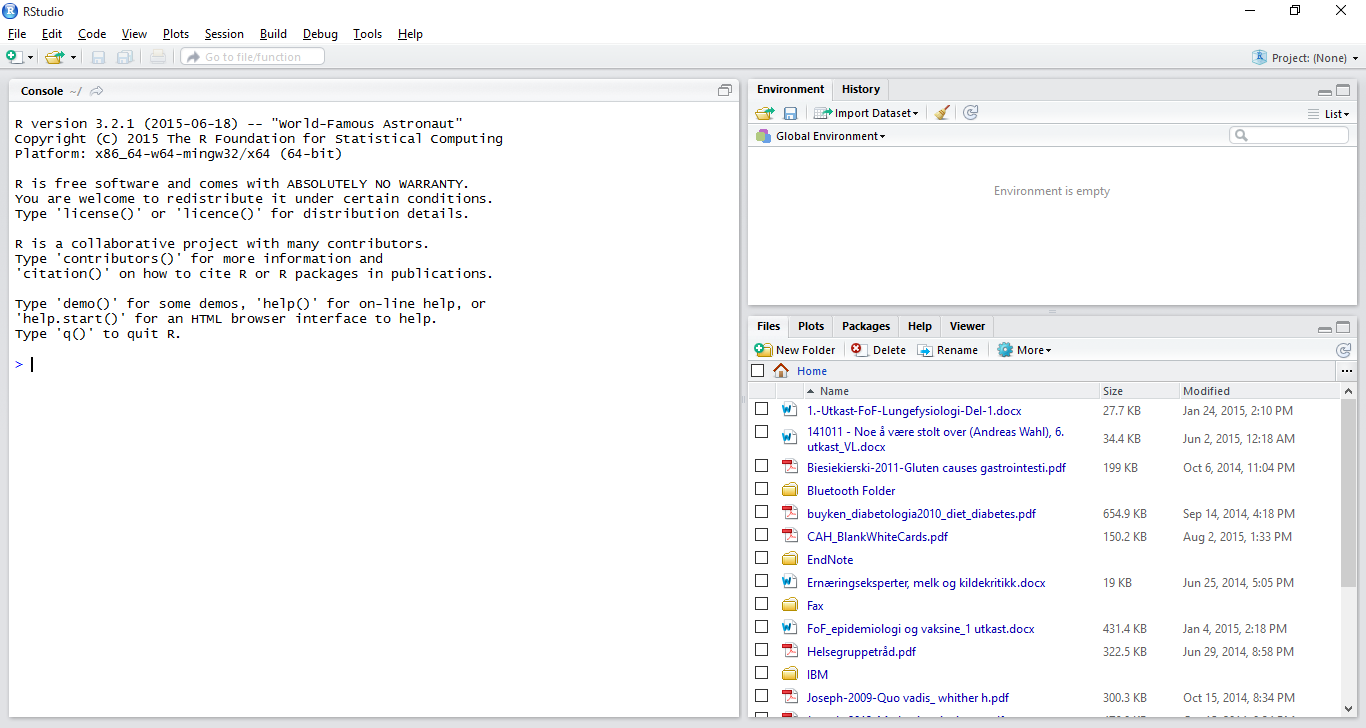 RStudio
File Edit Code View Plots Session Build Debug Tools Help
Go to file/function
Project: (None)
Console ~/
R version 3.2.1 (2015-06-18) -- "World-Famous Astronaut"
Copyright (C) 2015 The R Foundation for Statistical Computing
Platform: x86_64-w64-mingw32/x64 (64-bit)
R is free software and comes with ABSOLUTELY NO WARRANTY.
You are welcome to redistribute it under certain conditions.
Type 'license()' or 'licence()' for distribution details.
R is a collaborative project with many contributors.
Type 'contributors()' for more information and
'citation()' on how to cite R or R packages in publications.
Type 'demo()' for some demos, 'help()' for on-line help, or
'help.start()' for an HTML browser interface to help.
Type 'q()' to quit R.
>
Environment History
Import Dataset List
Global Environment
Environment is empty
Files Plots Packages Help Viewer
New Folder Delete Rename More
Home ...
Name Size Modified
1.-Utkast-FoF-Lungefysiologi-Del-1.docx 27.7 KB Jan 24, 2015, 2:10 PM
141011 - Noe å være stolt over (Andreas Wahl), 6.
utkast_VL.docx 34.4 KB Jun 2, 2015, 12:18 AM
Biesiekierski-2011-Gluten causes gastrointesti.pdf 199 KB Oct 6, 2014, 11:04 PM
Bluetooth Folder
buyken_diabetologia2010_diet_diabetes.pdf 654.9 KB Sep 14, 2014, 4:18 PM
CAH_BlankWhiteCards.pdf 150.2 KB Aug 2, 2015, 1:33 PM
EndNote
Ernæringseksperter, melk og kildekritikk.docx 19 KB Jun 25, 2014, 5:05 PM
Fax
FoF_epidemiologi og vaksine_1 utkast.docx 431.4 KB Jan 4, 2015, 2:18 PM
Helsegruppetråd.pdf 322.5 KB Jun 29, 2014, 8:58 PM
IBM
Joseph-2009-Quo vadis_ whither h.pdf 300.3 KB Oct 15, 2014, 8:34 PM